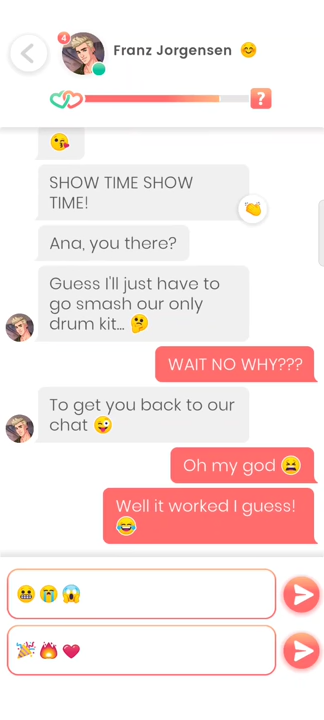 4
Franz Jorgensen 😊
?
😘
SHOW TIME SHOW
TIME!
Ana, you there?
Guess I'll just have to
go smash our only
drum kit... 🤔
WAIT NO WHY???
To get you back to our
chat 😜
Oh my god 😫
Well it worked I guess!
😂
😬😭😱
🎉🔥❤️